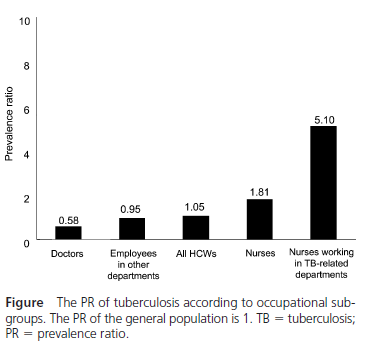 10
8
6
4
2
0
Prevalence ratio
0.58
0.95
1.05
1.81
5.10
Doctors
Employees
in other
departments
All HCWs
Nurses
Nurses working
in TB-related
departments
Figure The PR of tuberculosis according to occupational sub-
groups. The PR of the general population is 1. TB = tuberculosis;
PR = prevalence ratio.